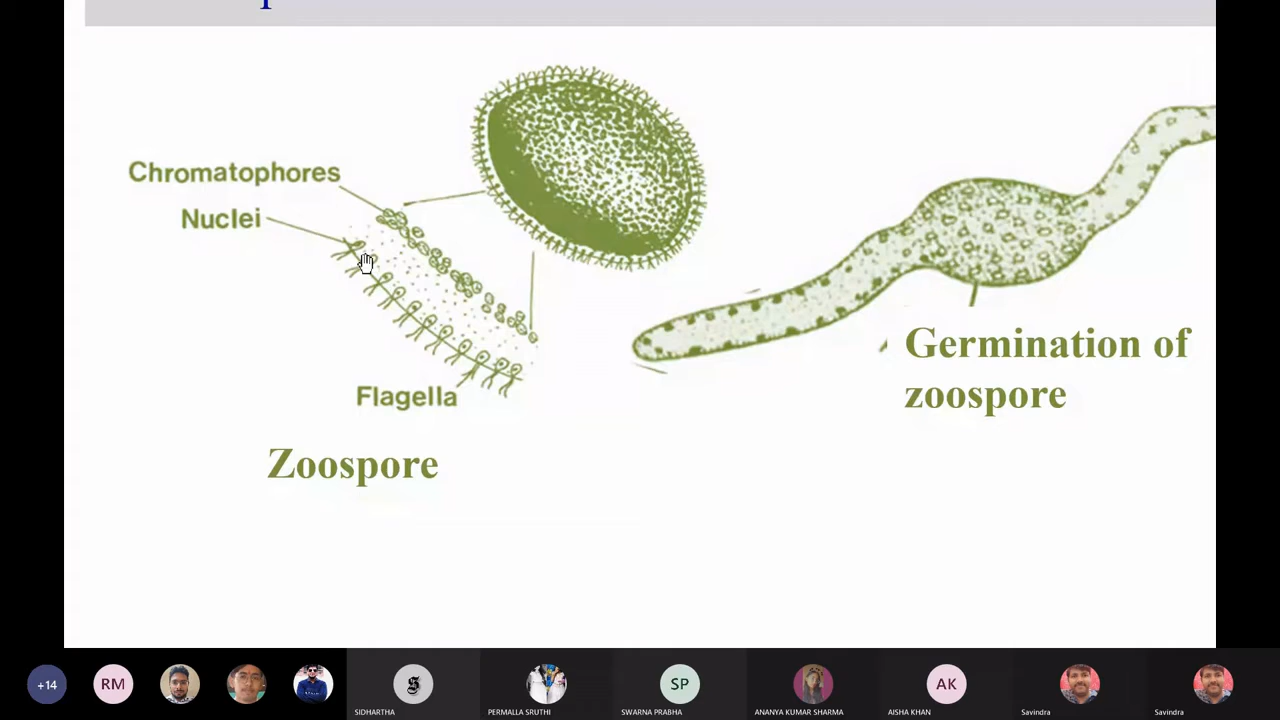 Chromatophores
Nuclei
Flagella
Zoospore
Germination of
zoospore
+14
RM
SP
AK
SIDHARTHA
PERMALLA SRUTHI
SWARNA PRABHA
ANANYA KUMAR SHARMA
AISHA KHAN
Savindra
Savindra